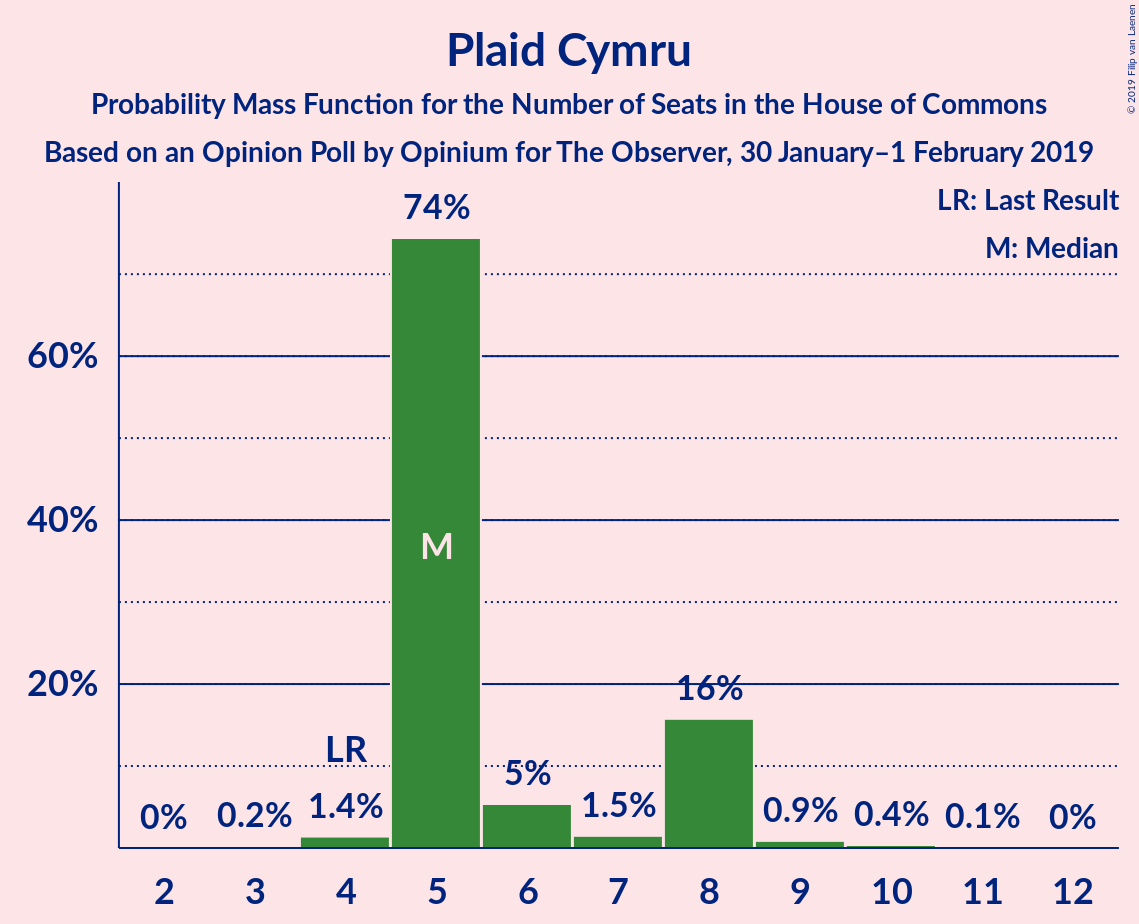 Plaid Cymru
Probability Mass Function for the Number of Seats in the House of Commons
Based on an Opinion Poll by Opinium for The Observer, 30 January–1 February 2019
© 2019 Filip van Laenen
LR: Last Result
M: Median
60%
40%
20%
0%
0.2%
LR
1.4%
74%
M
5%
1.5%
16%
0.9%
0.4%
0.1%
0%
2 3 4 5 6 7 8 9 10 11 12